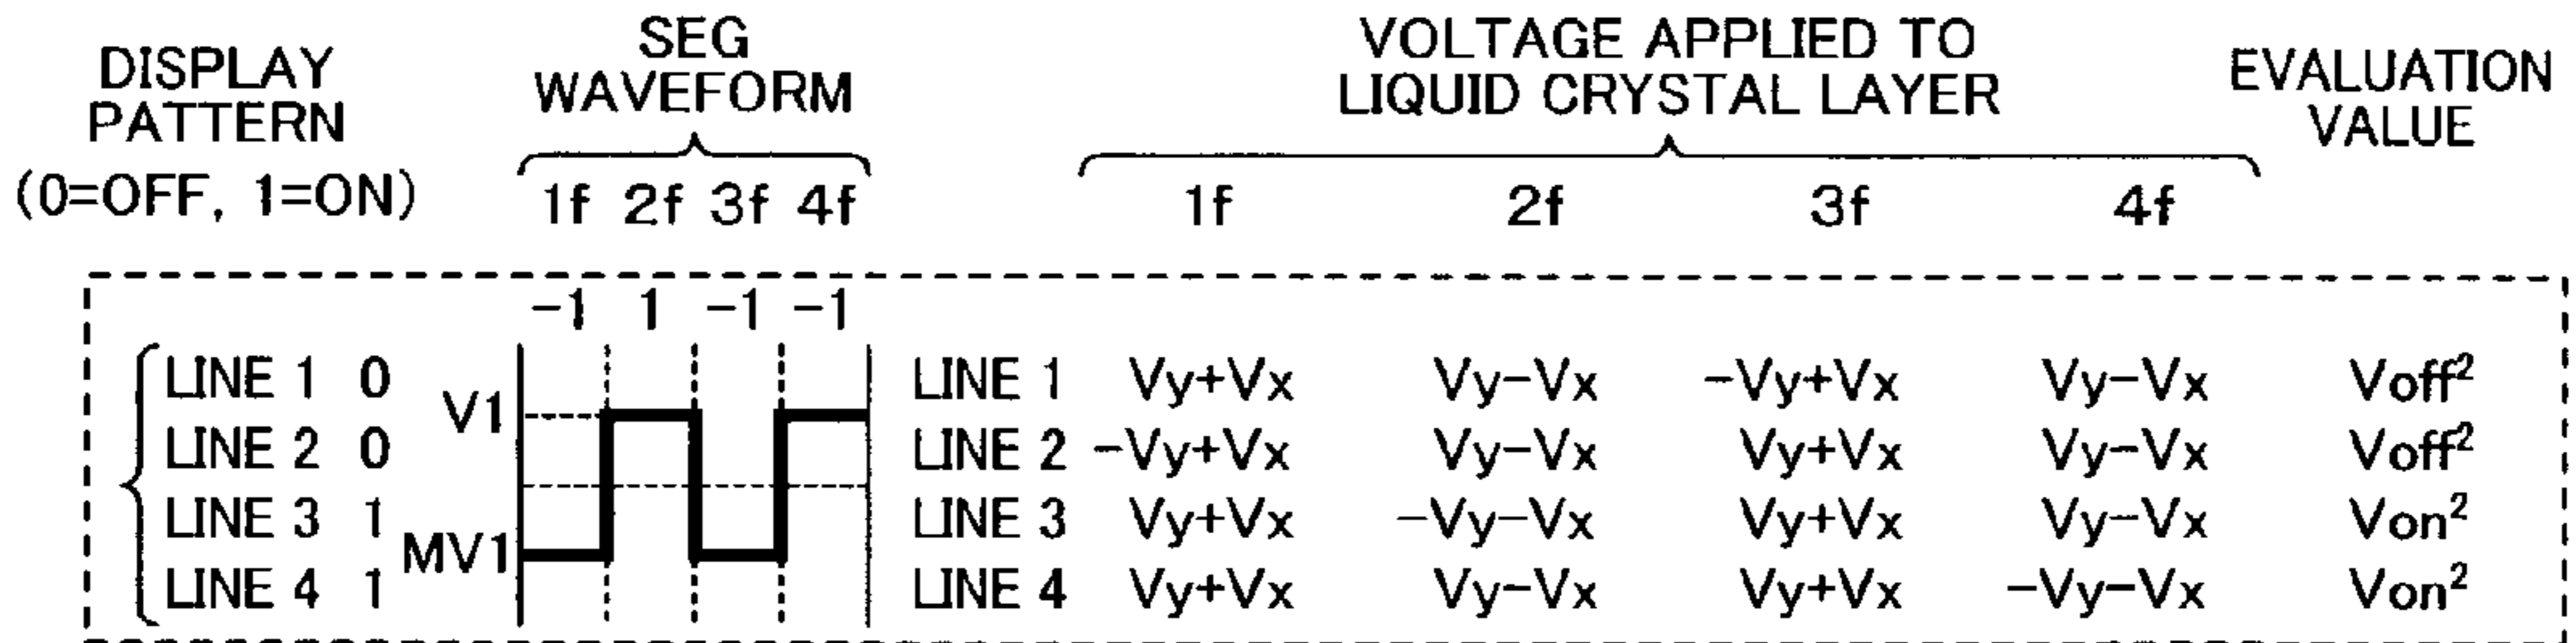 DISPLAY PATTERN (0=OFF, 1=ON)
SEG WAVEFORM
VOLTAGE APPLIED TO LIQUID CRYSTAL LAYER
EVALUATION VALUE
1f 2f 3f 4f
1f 2f 3f 4f
-1 1 -1 -1
LINE 1 0
LINE 2 0
LINE 3 1
LINE 4 1
V1
MV1
LINE 1 Vy+Vx Vy-Vx -Vy+Vx Vy-Vx Voff²
LINE 2 -Vy+Vx Vy-Vx Vy+Vx Vy-Vx Voff²
LINE 3 Vy+Vx -Vy-Vx Vy+Vx Vy-Vx Von²
LINE 4 Vy+Vx Vy-Vx Vy+Vx -Vy-Vx Von²